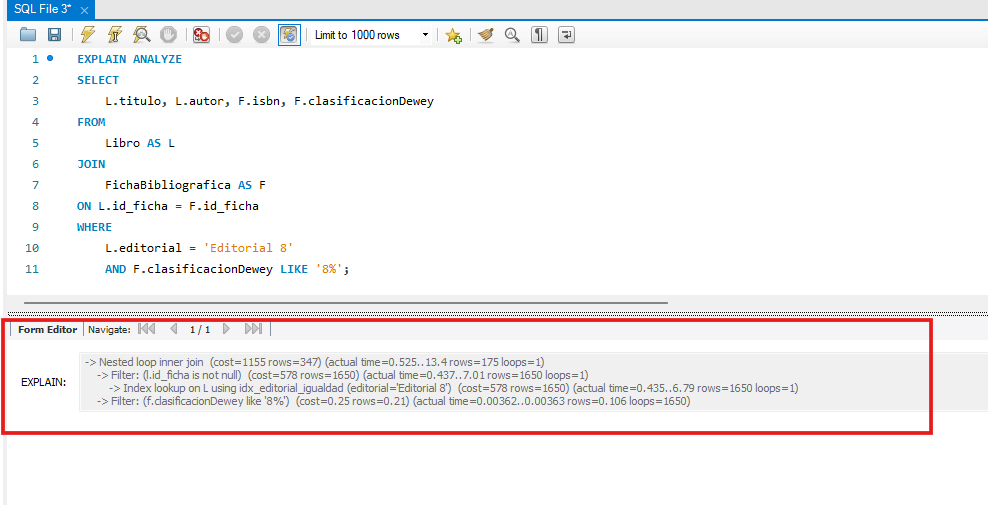 SQL File 3*
Limit to 1000 rows
1 EXPLAIN ANALYZE
2 SELECT
3 L.titulo, L.autor, F.isbn, F.clasificacionDewey
4 FROM
5 Libro AS L
6 JOIN
7 FichaBibliografica AS F
8 ON L.id_ficha = F.id_ficha
9 WHERE
10 L.editorial = 'Editorial 8'
11 AND F.clasificacionDewey LIKE '8%';
Form Editor Navigate: 1 / 1
EXPLAIN:
-> Nested loop inner join (cost=1155 rows=347) (actual time=0.525..13.4 rows=175 loops=1)
-> Filter: (l.id_ficha is not null) (cost=578 rows=1650) (actual time=0.437..7.01 rows=1650 loops=1)
-> Index lookup on L using idx_editorial_igualdad (editorial='Editorial 8') (cost=578 rows=1650) (actual time=0.435..6.79 rows=1650 loops=1)
-> Filter: (f.clasificacionDewey like '8%') (cost=0.25 rows=0.21) (actual time=0.00362..0.00363 rows=0.106 loops=1650)